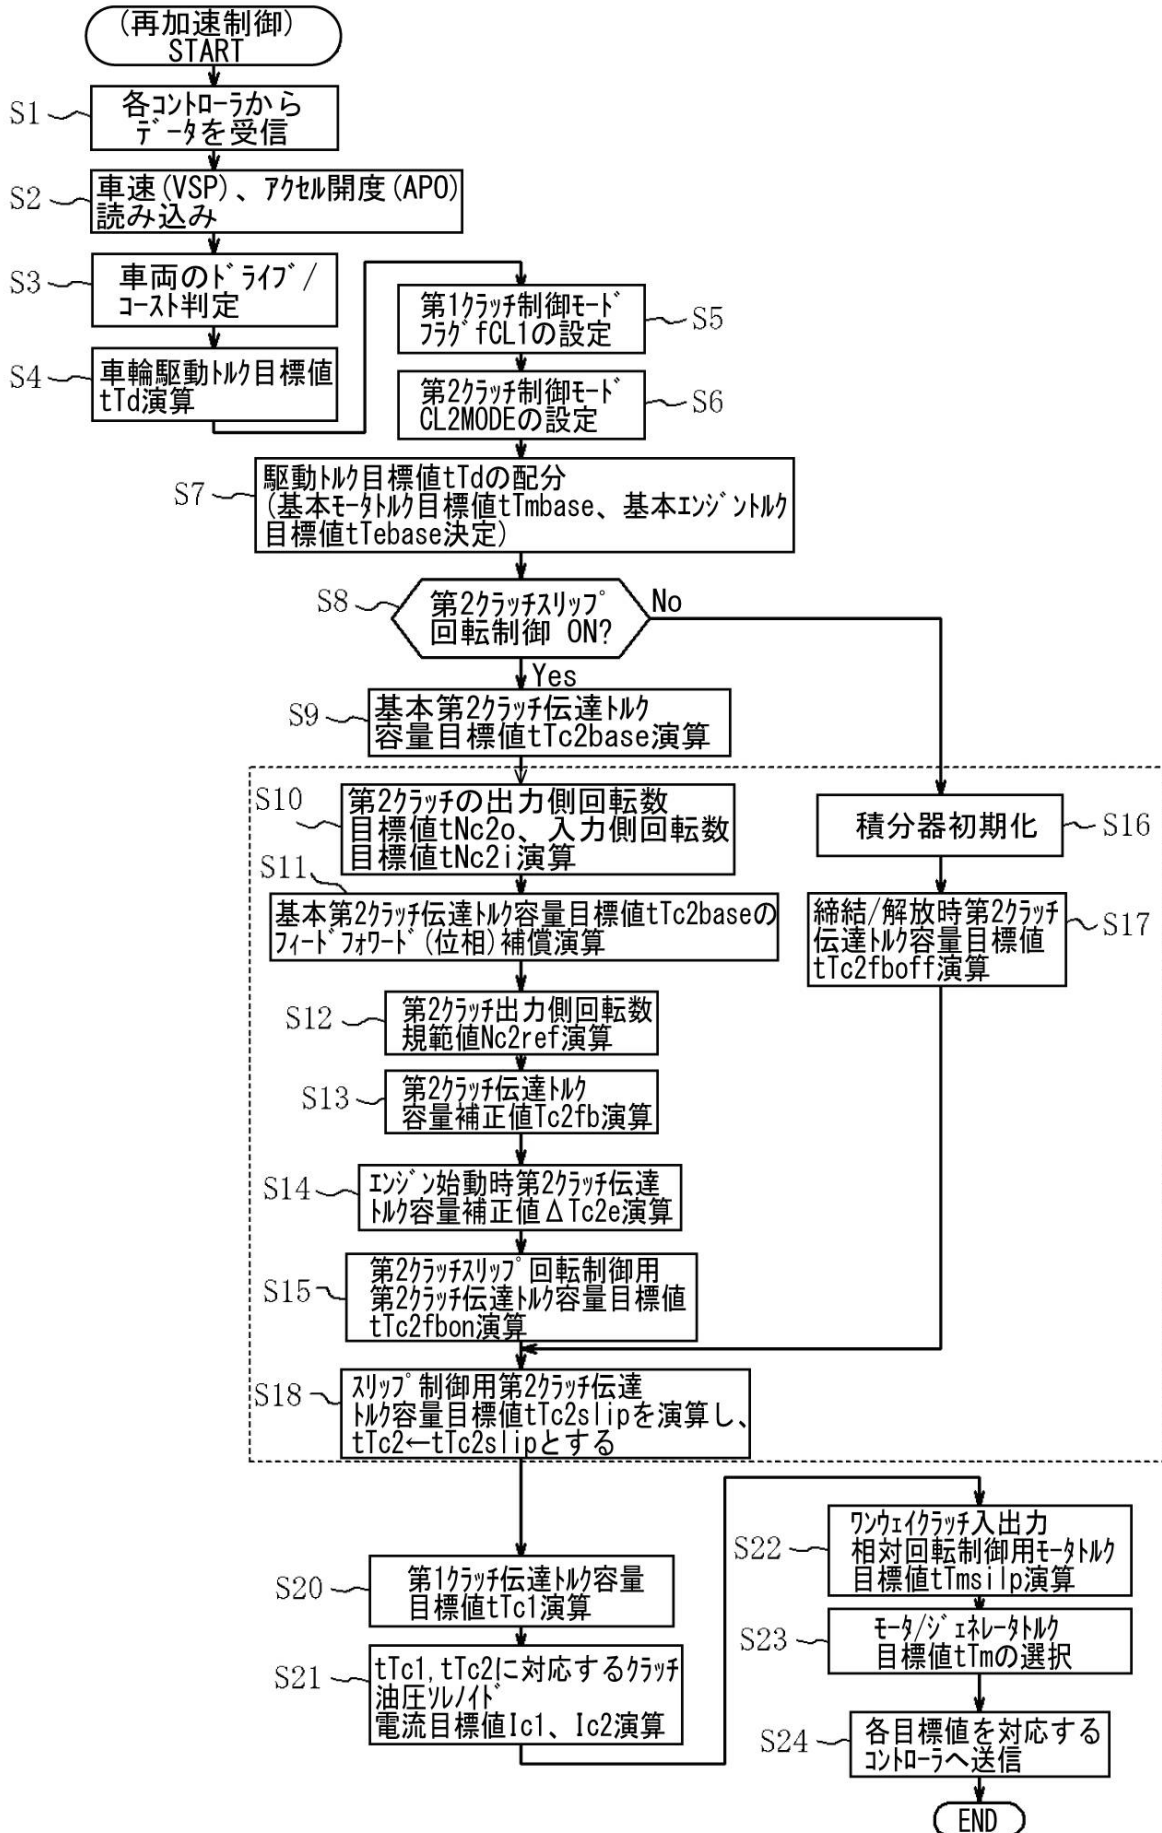 (再加速制御)
START
S1
各ｺﾝﾄﾛｰﾗから
ﾃﾞｰﾀを受信
S2
車速(VSP)、ｱｸｾﾙ開度(APO)
読み込み
S3
車両のﾄﾞﾗｲﾌﾞ/
ｺｰｽﾄ判定
S4
車輪駆動ﾄﾙｸ目標値
tTd演算
第1ｸﾗｯﾁ制御ﾓｰﾄﾞ
ﾌﾗｸﾞfCL1の設定
S5
第2ｸﾗｯﾁ制御ﾓｰﾄﾞ
CL2MODEの設定
S6
S7
駆動ﾄﾙｸ目標値tTdの配分
(基本ﾓｰﾀﾄﾙｸ目標値tTmbase、基本ｴﾝｼﾞﾝﾄﾙｸ
目標値tTebase決定)
S8
第2ｸﾗｯﾁｽﾘｯﾌﾟ
回転制御 ON?
No
Yes
S9
基本第2ｸﾗｯﾁ伝達ﾄﾙｸ
容量目標値tTc2base演算
S10
第2ｸﾗｯﾁの出力側回転数
目標値tNc2o、入力側回転数
目標値tNc2i演算
S11
基本第2ｸﾗｯﾁ伝達ﾄﾙｸ容量目標値tTc2baseの
ﾌｨｰﾄﾞﾌｫﾜｰﾄﾞ(位相)補償演算
S12
第2ｸﾗｯﾁ出力側回転数
規範値Nc2ref演算
S13
第2ｸﾗｯﾁ伝達ﾄﾙｸ
容量補正値Tc2fb演算
S14
ｴﾝｼﾞﾝ始動時第2ｸﾗｯﾁ伝達
ﾄﾙｸ容量補正値ΔTc2e演算
S15
第2ｸﾗｯﾁｽﾘｯﾌﾟ回転制御用
第2ｸﾗｯﾁ伝達ﾄﾙｸ容量目標値
tTc2fbon演算
積分器初期化
S16
締結/解放時第2ｸﾗｯﾁ
伝達ﾄﾙｸ容量目標値
tTc2fboff演算
S17
S18
ｽﾘｯﾌﾟ制御用第2ｸﾗｯﾁ伝達
ﾄﾙｸ容量目標値tTc2slipを演算し、
tTc2←tTc2slipとする
S20
第1ｸﾗｯﾁ伝達ﾄﾙｸ容量
目標値tTc1演算
S21
tTc1,tTc2に対応するｸﾗｯﾁ
油圧ｿﾚﾉｲﾄﾞ
電流目標値Ic1、Ic2演算
S22
ﾜﾝｳｪｲｸﾗｯﾁ入出力
相対回転制御用ﾓｰﾀﾄﾙｸ
目標値tTmsilp演算
S23
ﾓｰﾀ/ｼﾞｪﾈﾚｰﾀﾄﾙｸ
目標値tTmの選択
S24
各目標値を対応する
ｺﾝﾄﾛｰﾗへ送信
END